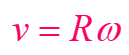 v = Rω